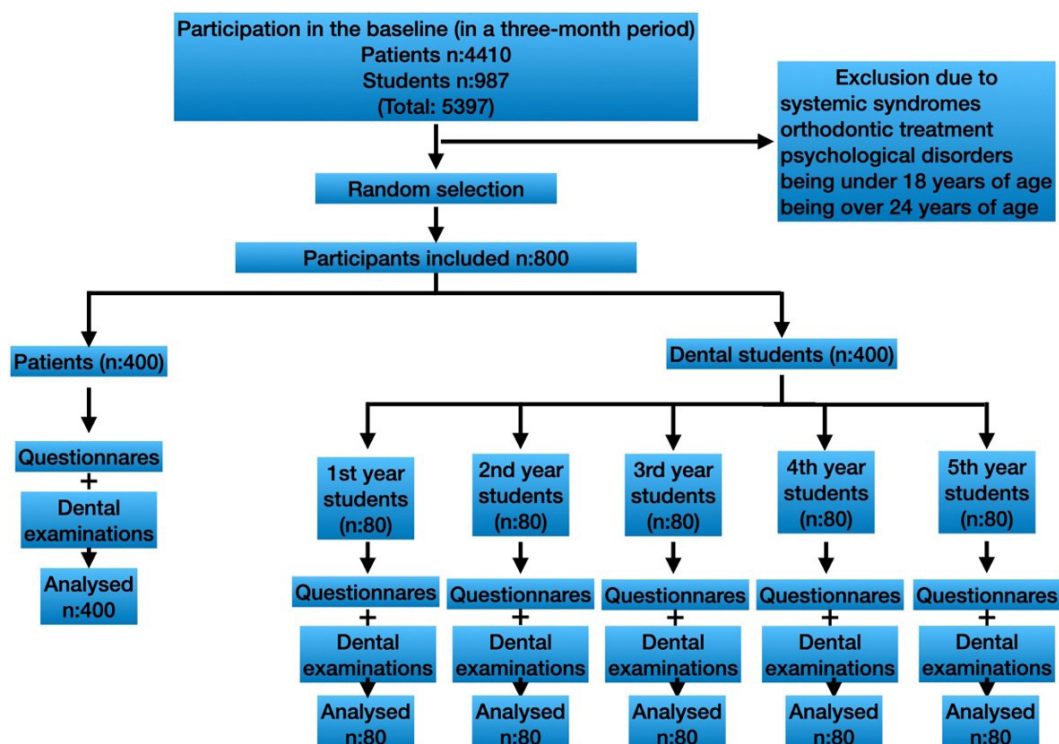 Participation in the baseline (in a three-month period)
Patients n:4410
Students n:987
(Total: 5397)
Exclusion due to
systemic syndromes
orthodontic treatment
psychological disorders
being under 18 years of age
being over 24 years of age
Random selection
Participants included n:800
Patients (n:400)
Dental students (n:400)
Questionnares
+
Dental
examinations
Analysed
n:400
1st year
students
(n:80)
2nd year
students
(n:80)
3rd year
students
(n:80)
4th year
students
(n:80)
5th year
students
(n:80)
Questionnares
+
Dental
examinations
Analysed
n:80
Questionnares
+
Dental
examinations
Analysed
n:80
Questionnares
+
Dental
examinations
Analysed
n:80
Questionnares
+
Dental
examinations
Analysed
n:80
Questionnares
+
Dental
examinations
Analysed
n:80